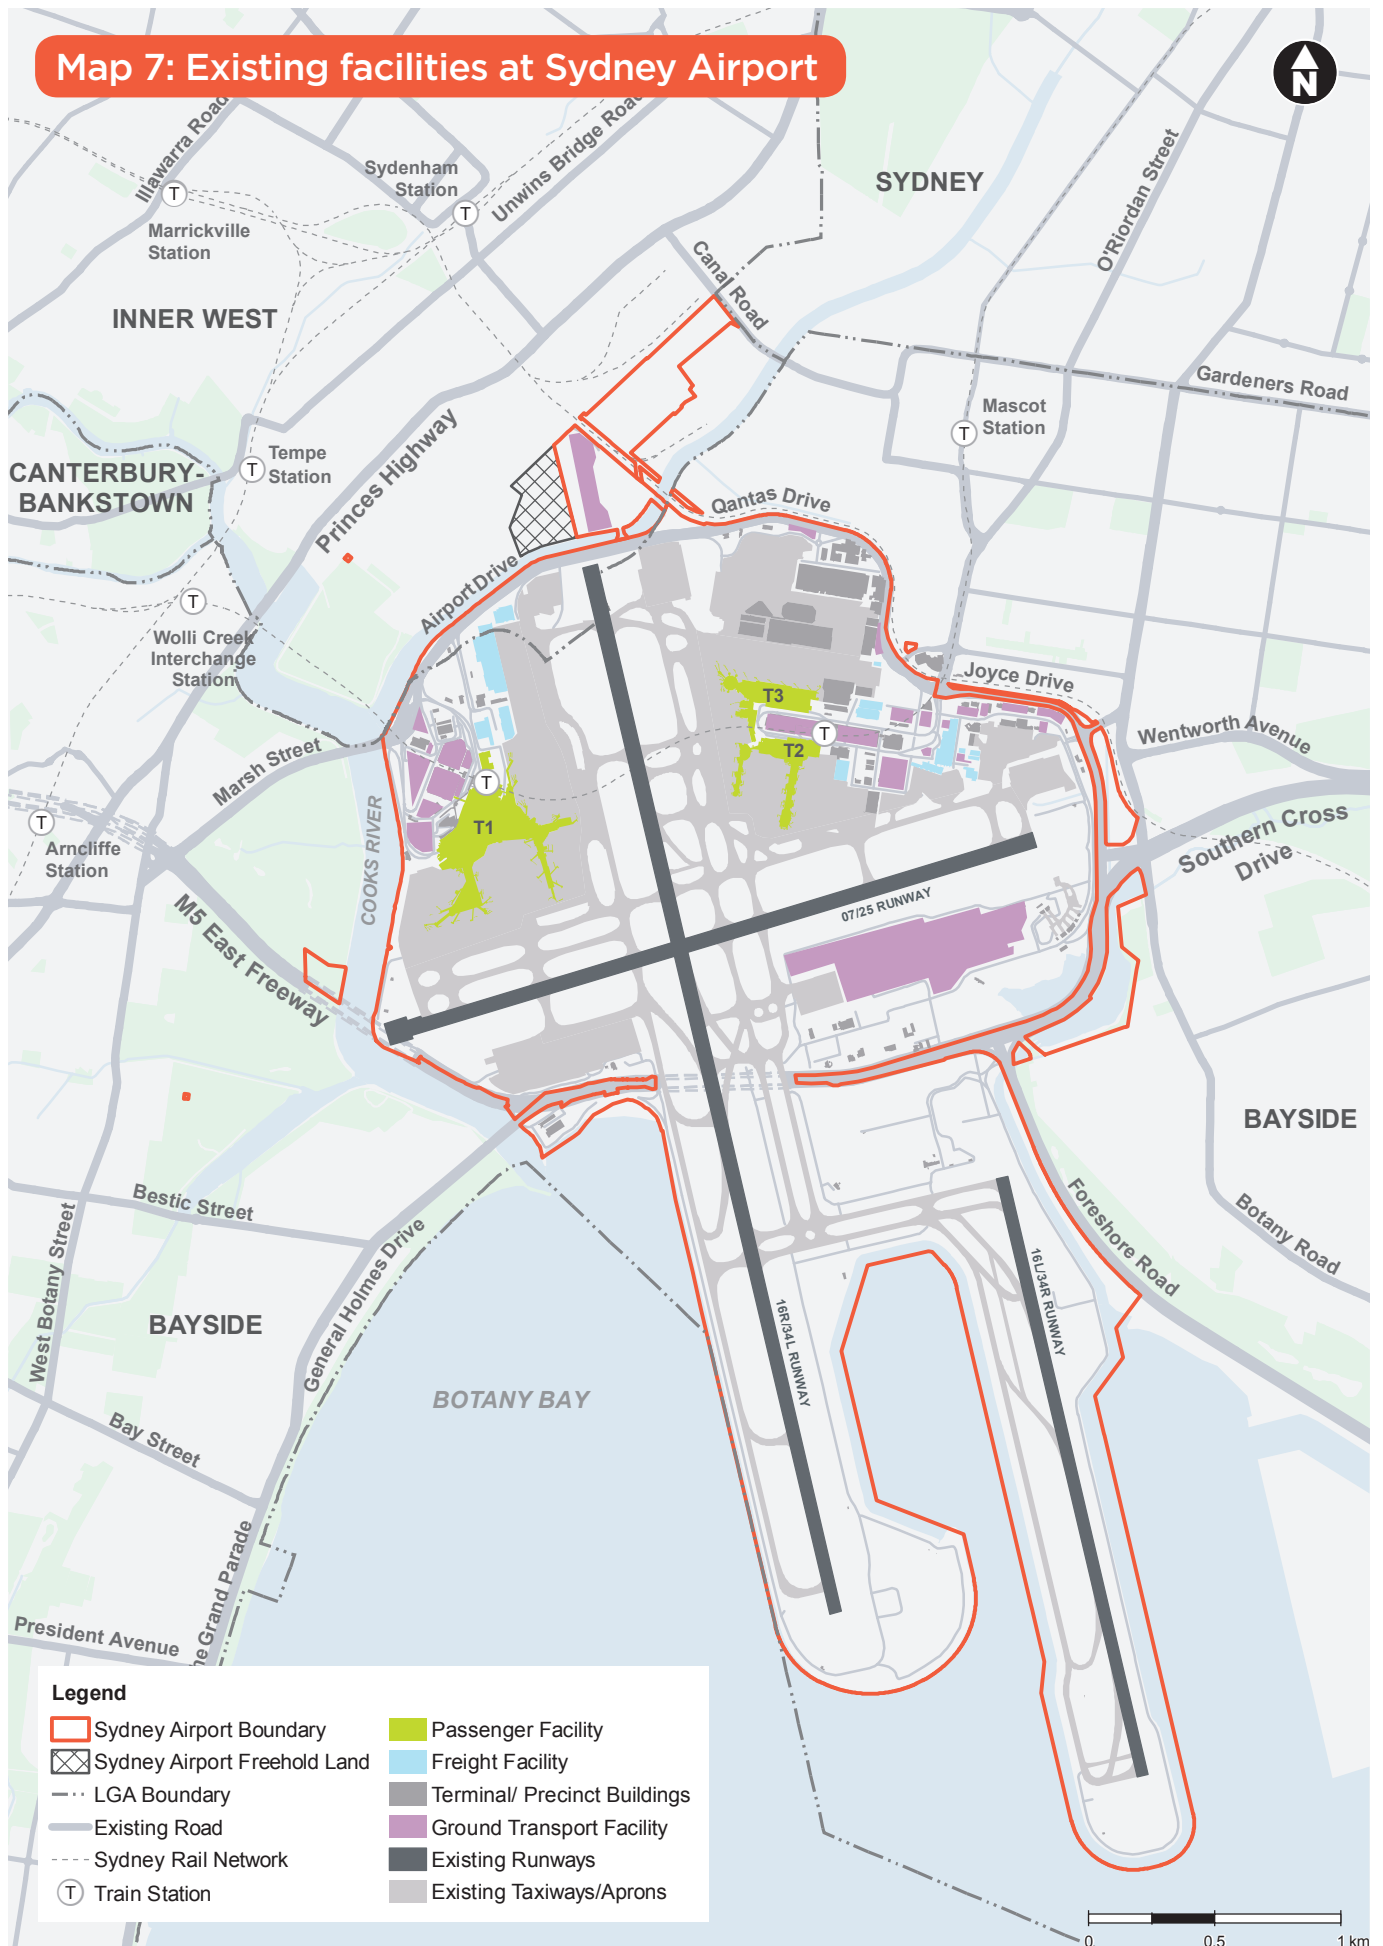 Map 7: Existing facilities at Sydney Airport
N
Illawarra Road
Sydenham
Station
T
Unwins Bridge Road
SYDNEY
O'Riordan Street
T
Marrickville
Station
Canal Road
INNER WEST
Gardeners Road
Mascot
Station
T
Princes Highway
Tempe
Station
T
CANTERBURY-
BANKSTOWN
Qantas Drive
Airport Drive
T
Wolli Creek
Interchange
Station
Joyce Drive
T3
T
T2
Wentworth Avenue
Marsh Street
T
T1
COOKS RIVER
T
Arncliffe
Station
Southern Cross
Drive
07/25 RUNWAY
M5 East Freeway
BAYSIDE
Bestic Street
Foreshore Road
Botany Road
West Botany Street
General Holmes Drive
16L/34R RUNWAY
16R/34L RUNWAY
BAYSIDE
BOTANY BAY
Bay Street
he Grand Parade
President Avenue
Legend
Sydney Airport Boundary
Sydney Airport Freehold Land
LGA Boundary
Existing Road
Sydney Rail Network
T Train Station
Passenger Facility
Freight Facility
Terminal/ Precinct Buildings
Ground Transport Facility
Existing Runways
Existing Taxiways/Aprons
0 0.5 1 km